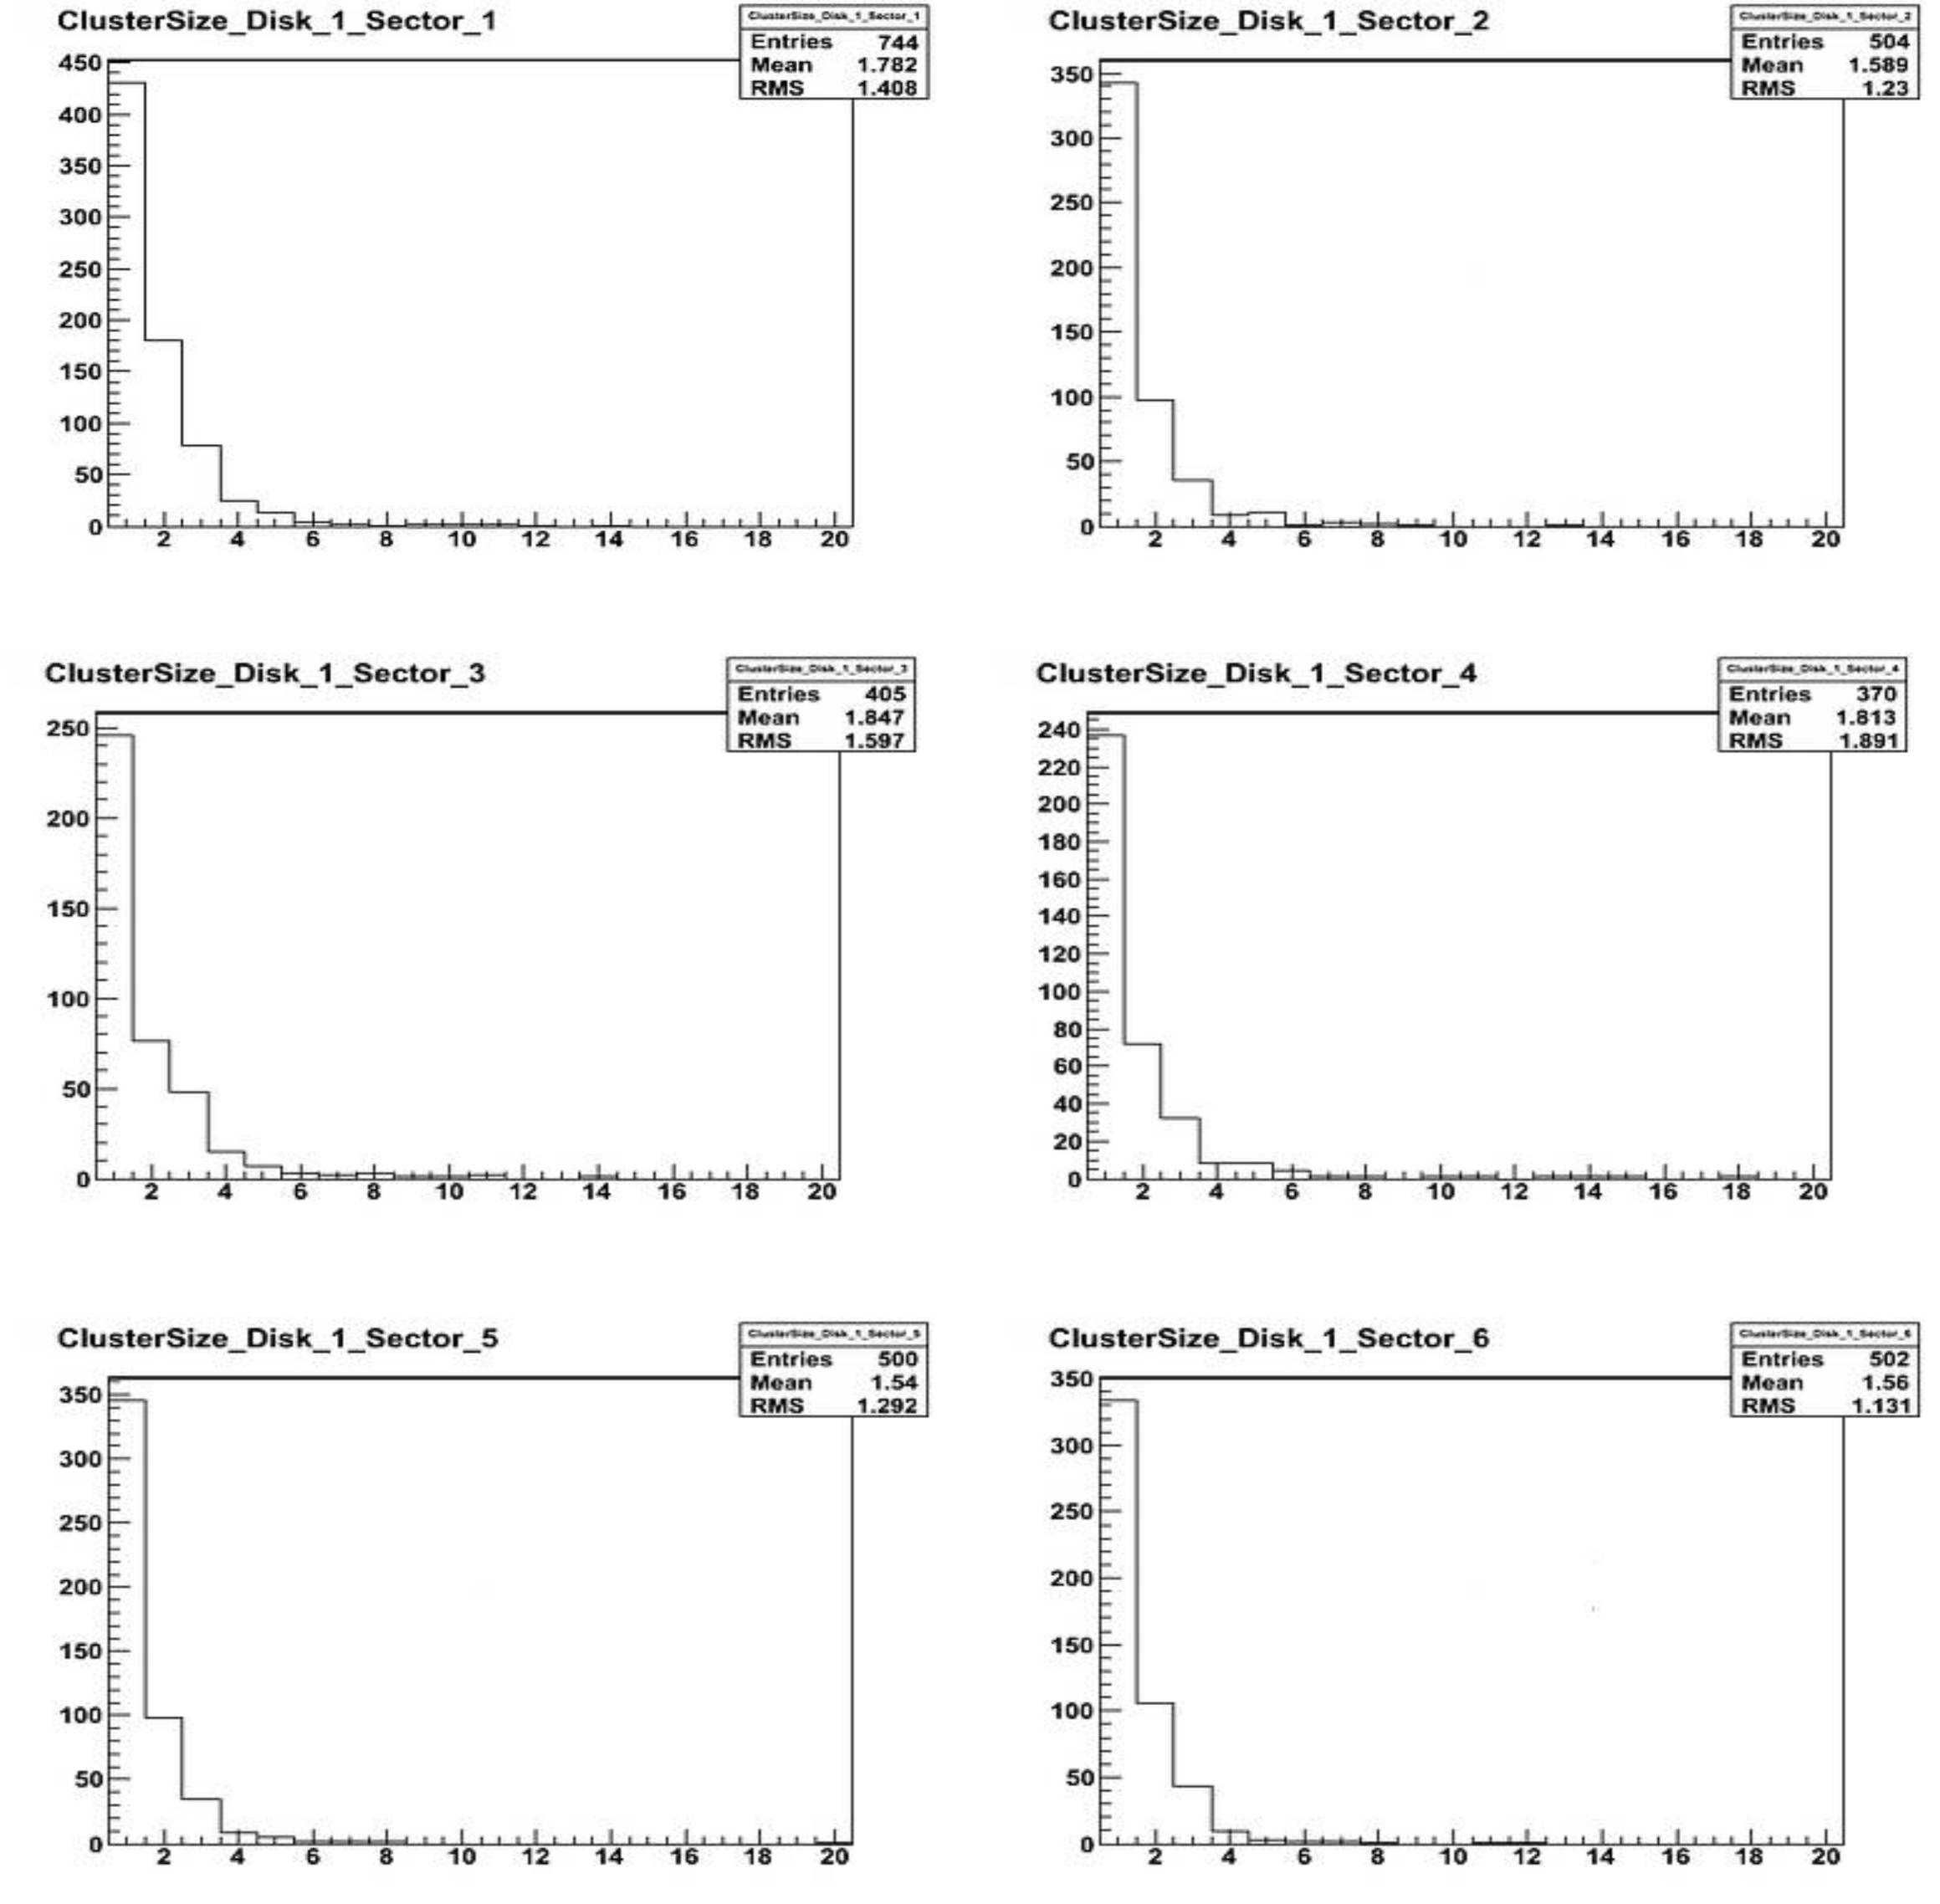 ClusterSize_Disk_1_Sector_1
ClusterSize_Disk_1_Sector_1
Entries 744
Mean 1.782
RMS 1.408
450
400
350
300
250
200
150
100
50
0
2 4 6 8 10 12 14 16 18 20
ClusterSize_Disk_1_Sector_2
ClusterSize_Disk_1_Sector_2
Entries 504
Mean 1.589
RMS 1.23
350
300
250
200
150
100
50
0
2 4 6 8 10 12 14 16 18 20
ClusterSize_Disk_1_Sector_3
ClusterSize_Disk_1_Sector_3
Entries 405
Mean 1.847
RMS 1.597
250
200
150
100
50
0
2 4 6 8 10 12 14 16 18 20
ClusterSize_Disk_1_Sector_4
ClusterSize_Disk_1_Sector_4
Entries 370
Mean 1.813
RMS 1.891
240
220
200
180
160
140
120
100
80
60
40
20
0
2 4 6 8 10 12 14 16 18 20
ClusterSize_Disk_1_Sector_5
ClusterSize_Disk_1_Sector_5
Entries 500
Mean 1.54
RMS 1.292
350
300
250
200
150
100
50
0
2 4 6 8 10 12 14 16 18 20
ClusterSize_Disk_1_Sector_6
ClusterSize_Disk_1_Sector_6
Entries 502
Mean 1.56
RMS 1.131
350
300
250
200
150
100
50
0
2 4 6 8 10 12 14 16 18 20